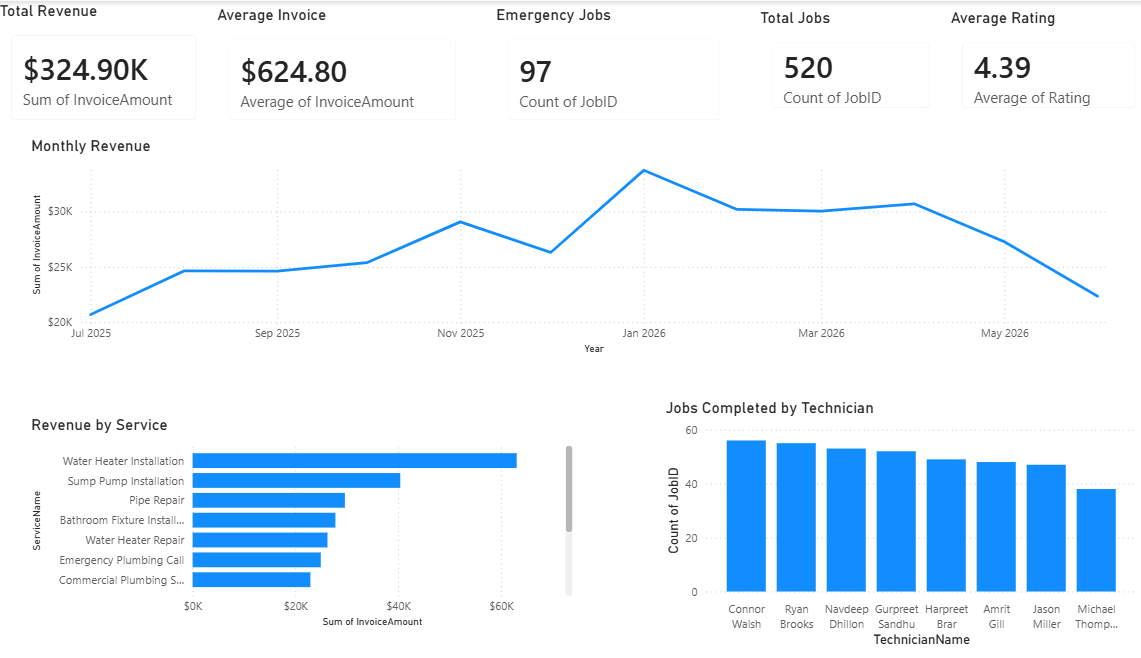 Total Revenue
Average Invoice
Emergency Jobs
Total Jobs
Average Rating
$324.90K
Sum of InvoiceAmount
$624.80
Average of InvoiceAmount
97
Count of JobID
520
Count of JobID
4.39
Average of Rating
Monthly Revenue
Sum of InvoiceAmount
$30K
$25K
$20K
Jul 2025
Sep 2025
Nov 2025
Jan 2026
Mar 2026
May 2026
Year
Revenue by Service
ServiceName
Water Heater Installation
Sump Pump Installation
Pipe Repair
Bathroom Fixture Install...
Water Heater Repair
Emergency Plumbing Call
Commercial Plumbing S...
$0K
$20K
$40K
$60K
Sum of InvoiceAmount
Jobs Completed by Technician
Count of JobID
60
40
20
0
Connor
Walsh
Ryan
Brooks
Navdeep
Dhillon
Gurpreet
Sandhu
Harpreet
Brar
Amrit
Gill
Jason
Miller
Michael
Thomp...
TechnicianName